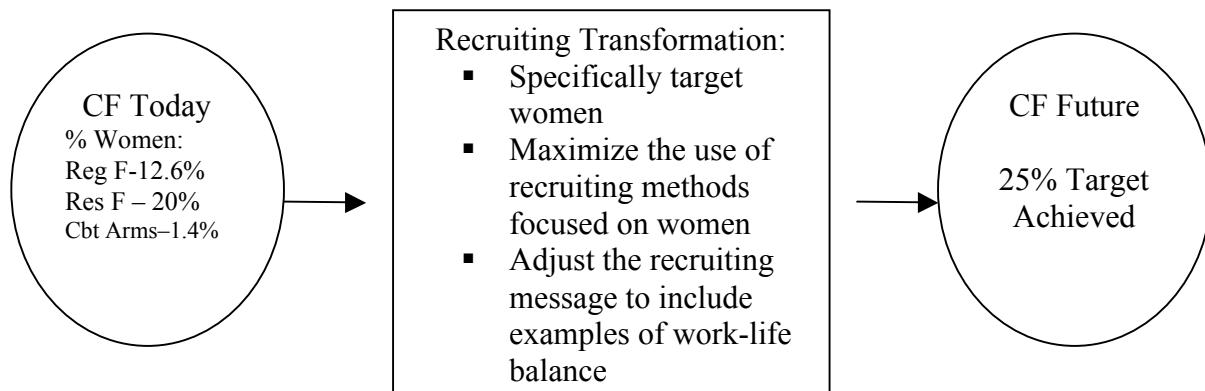 CF Today
% Women:
Reg F-12.6%
Res F – 20%
Cbt Arms–1.4%
Recruiting Transformation:
▪ Specifically target
women
▪ Maximize the use of
recruiting methods
focused on women
▪ Adjust the recruiting
message to include
examples of work-life
balance
CF Future
25% Target
Achieved